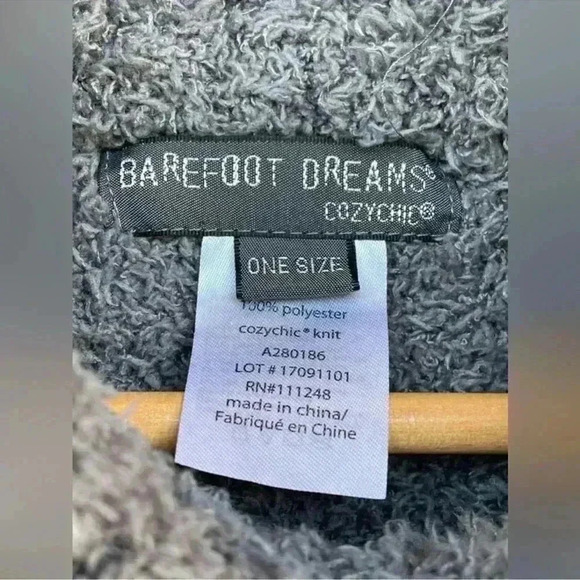 BAREFOOT DREAMS®
COZYCHIC®
ONE SIZE
100% polyester
cozychic® knit
A280186
LOT # 17091101
RN#111248
made in china/
Fabriqué en Chine